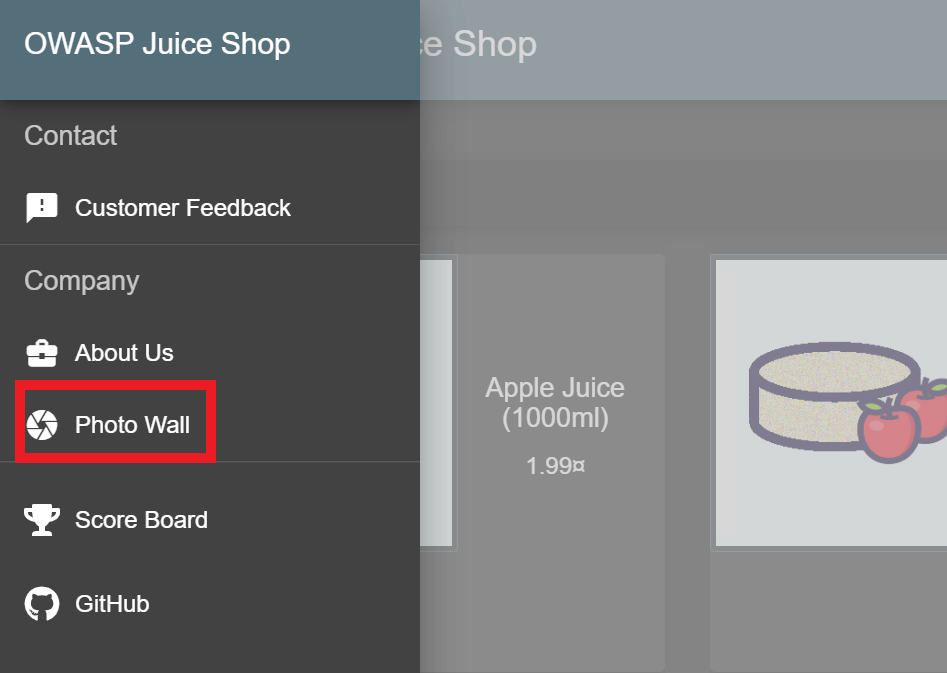 OWASP Juice Shop
ce Shop
Contact
Customer Feedback
Company
About Us
Photo Wall
Score Board
GitHub
Apple Juice
(1000ml)
1.99¤